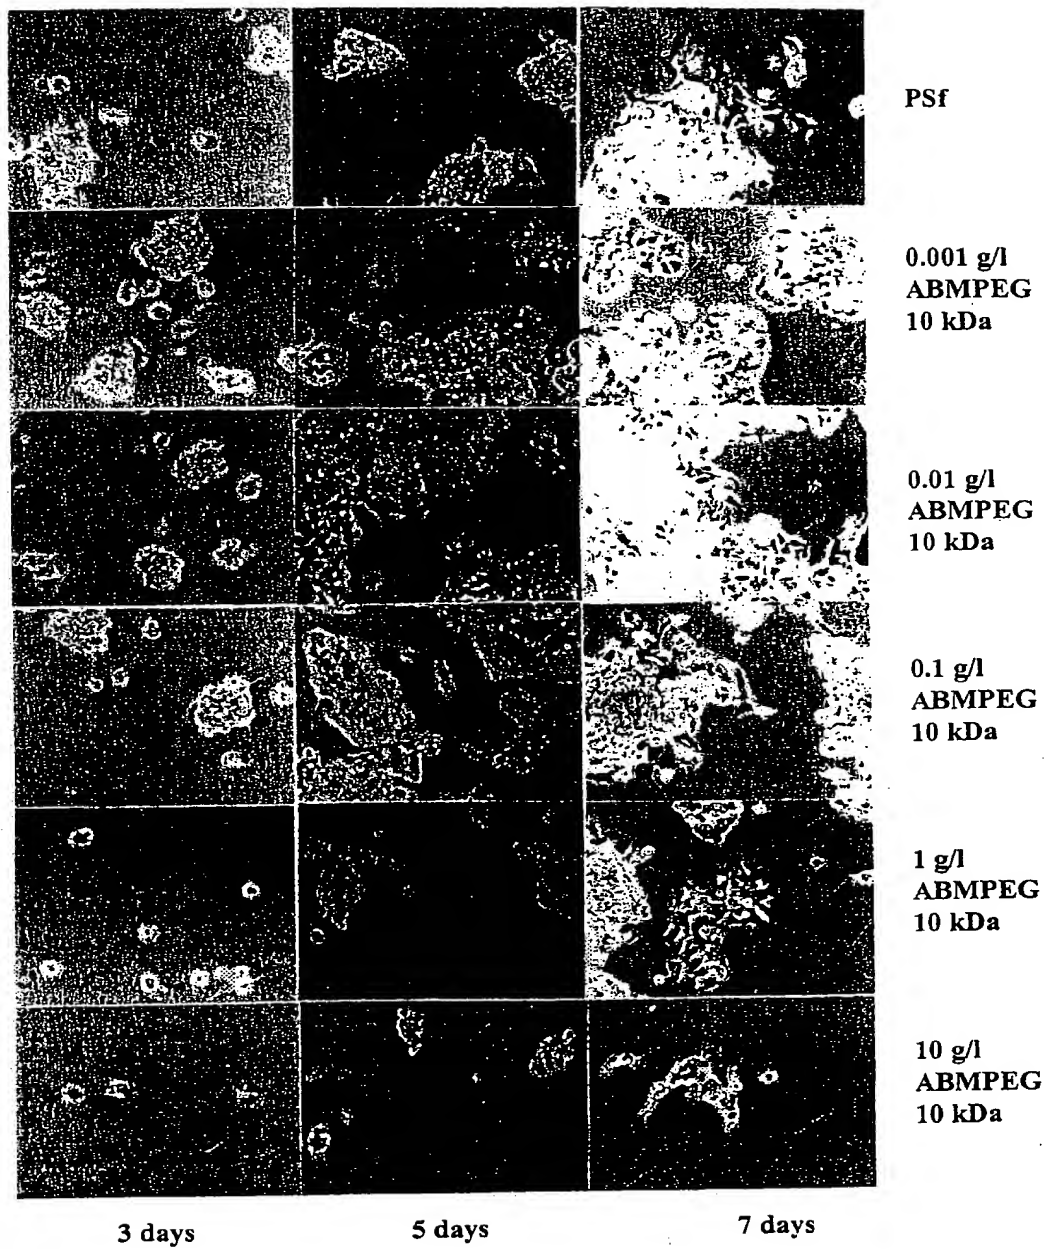 PSf
0.001 g/l
ABMPEG
10 kDa
0.01 g/l
ABMPEG
10 kDa
0.1 g/l
ABMPEG
10 kDa
1 g/l
ABMPEG
10 kDa
10 g/l
ABMPEG
10 kDa
3 days
5 days
7 days